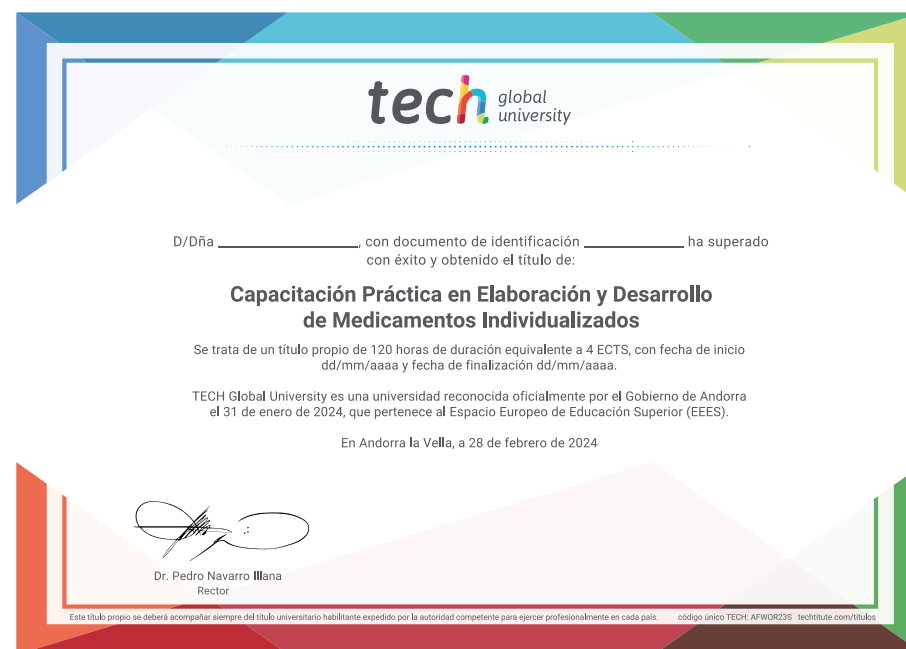 tech global university
D/Dña ____________________, con documento de identificación ______________ ha superado
con éxito y obtenido el título de:
Capacitación Práctica en Elaboración y Desarrollo
de Medicamentos Individualizados
Se trata de un título propio de 120 horas de duración equivalente a 4 ECTS, con fecha de inicio
dd/mm/aaaa y fecha de finalización dd/mm/aaaa.
TECH Global University es una universidad reconocida oficialmente por el Gobierno de Andorra
el 31 de enero de 2024, que pertenece al Espacio Europeo de Educación Superior (EEES).
En Andorra la Vella, a 28 de febrero de 2024
Dr. Pedro Navarro Illana
Rector
Este título propio se deberá acompañar siempre del título universitario habilitante expedido por la autoridad competente para ejercer profesionalmente en cada país. código único TECH: AFWOR23S techtitute.com/titulos